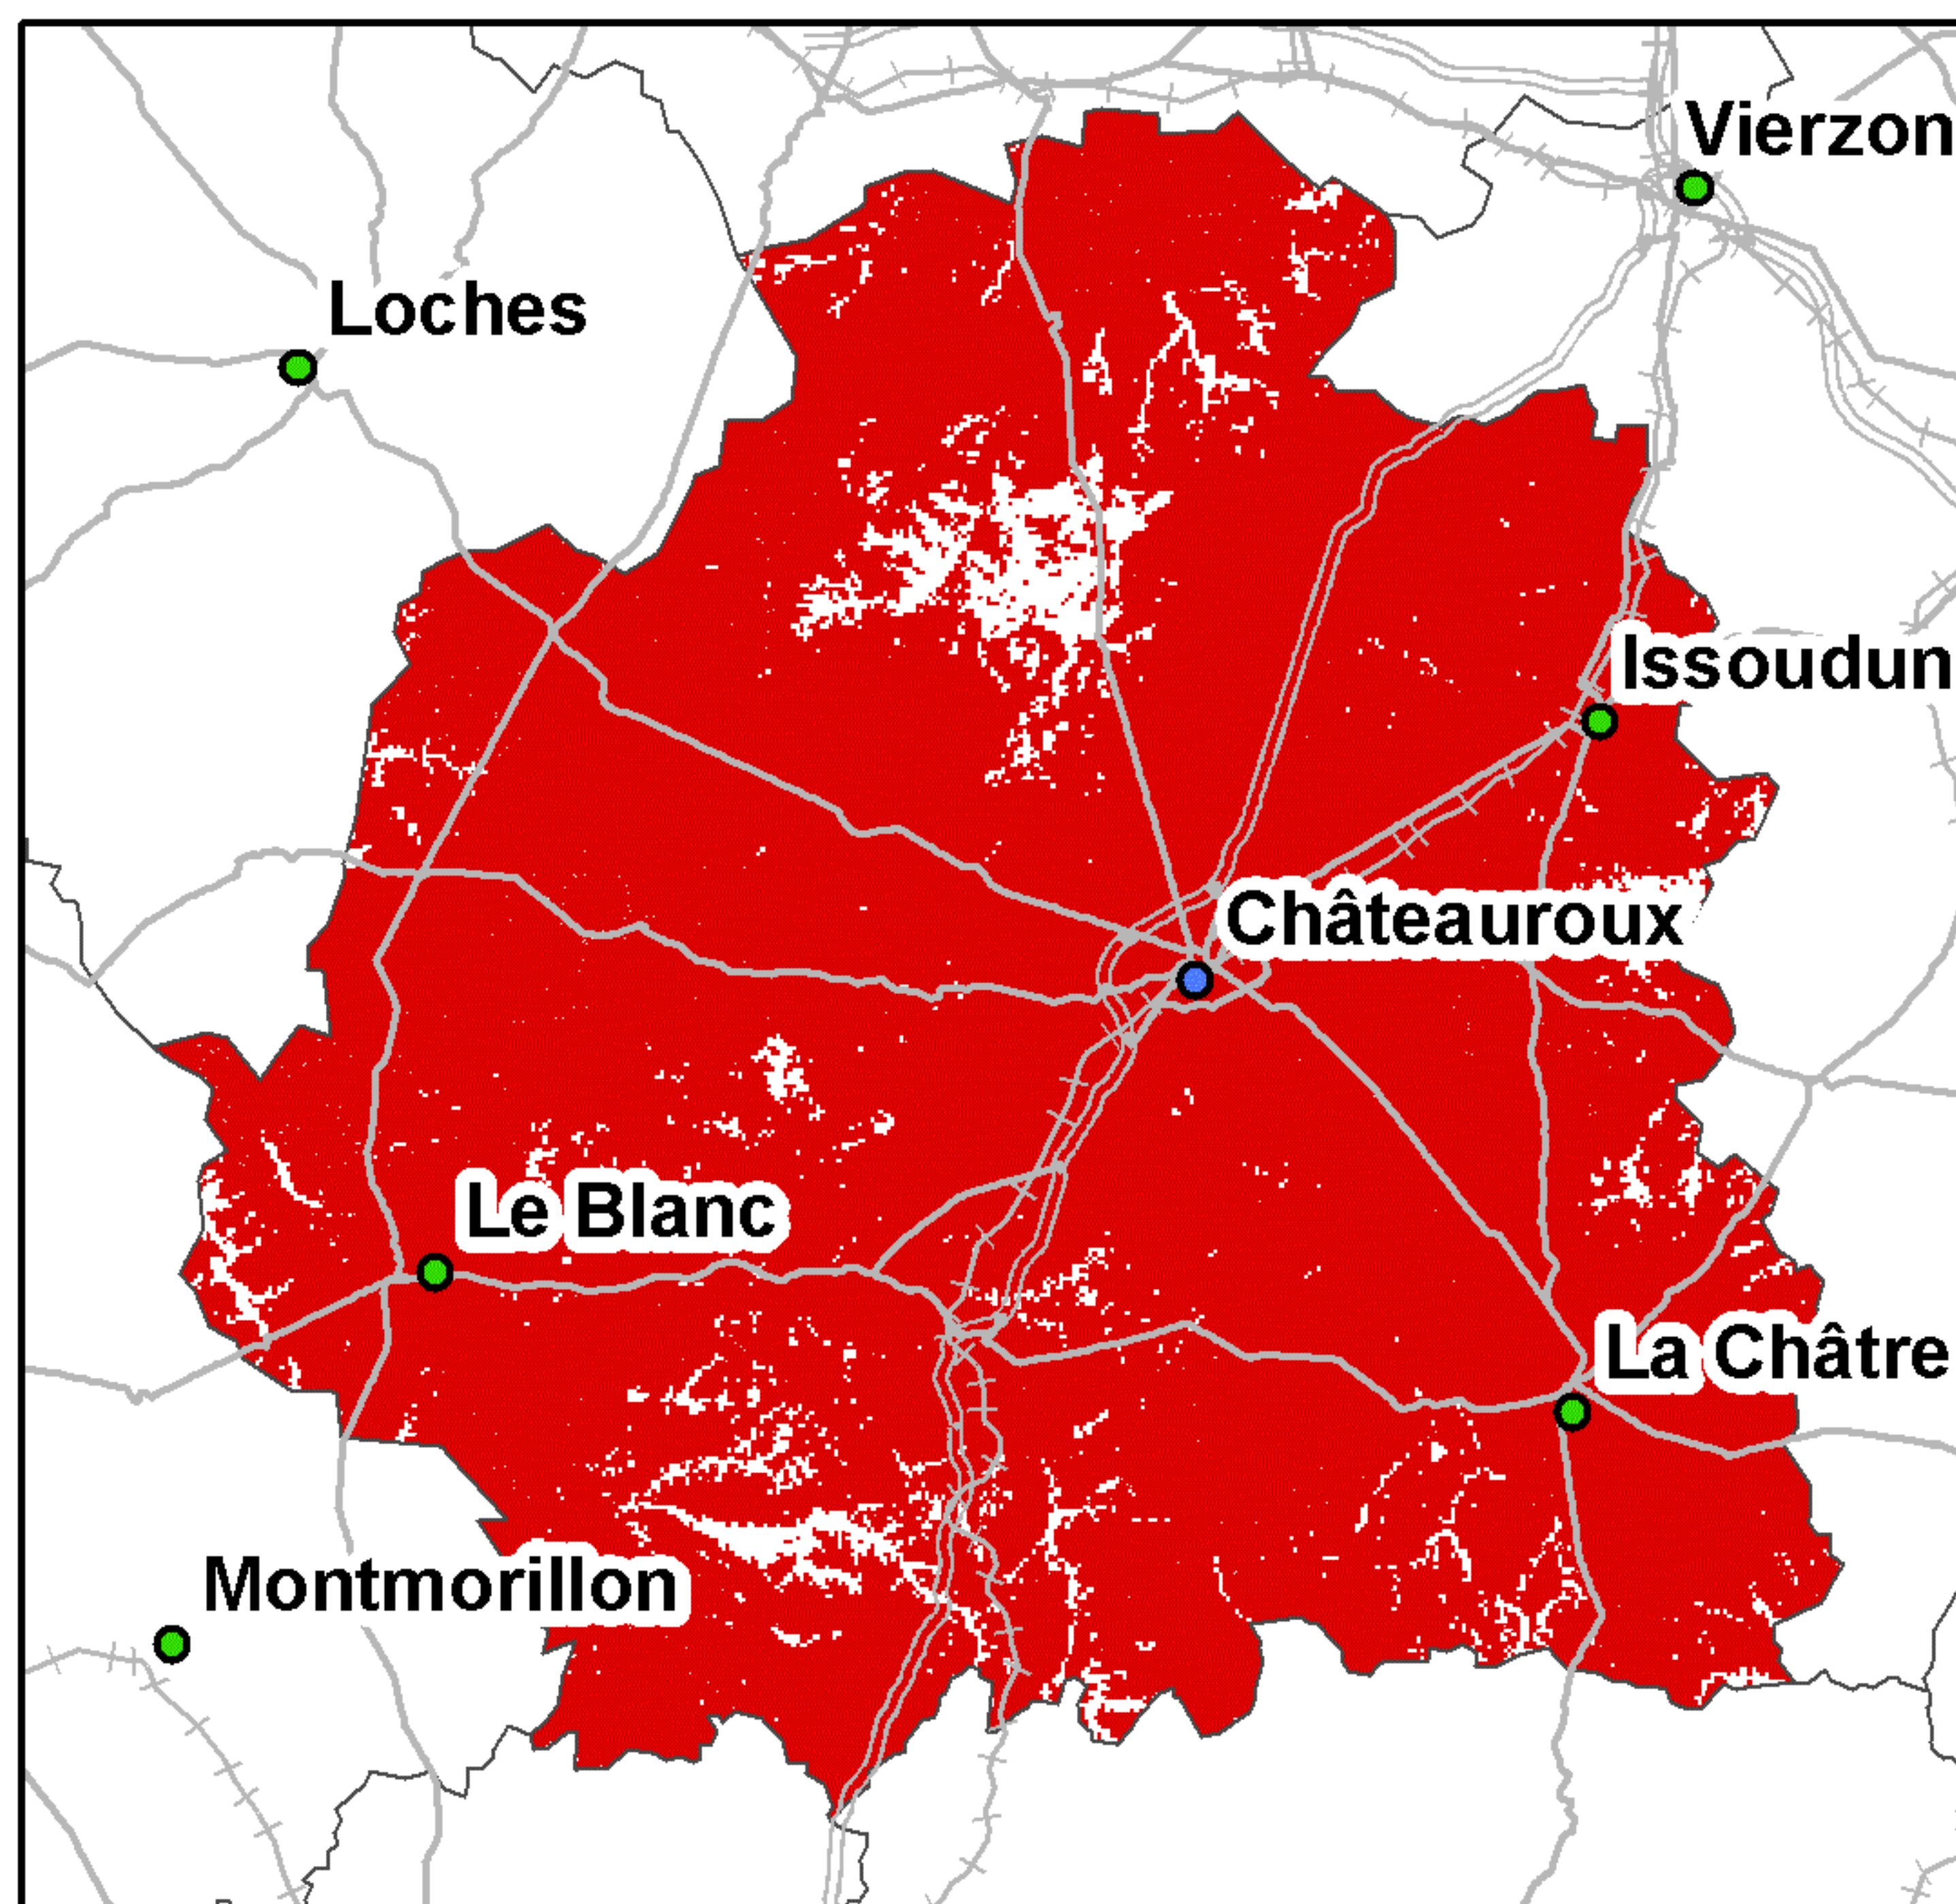 Vierzon
Loches
Issoudun
Châteauroux
Le Blanc
La Châtre
Montmorillon